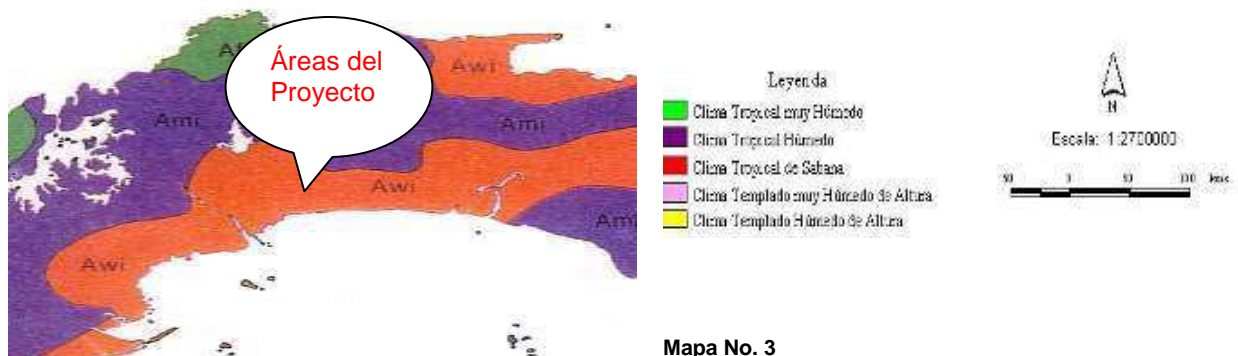 Af
Áreas del
Proyecto
Awi
Ami
Ami
Awi
Ami
Awi
Leyenda
Clima Tropical muy Húmedo
Clima Tropical Húmedo
Clima Tropical de Sabana
Clima Templado muy Húmedo de Altura
Clima Templado Húmedo de Altura
N
Escala: 1:2700000
Mapa No. 3